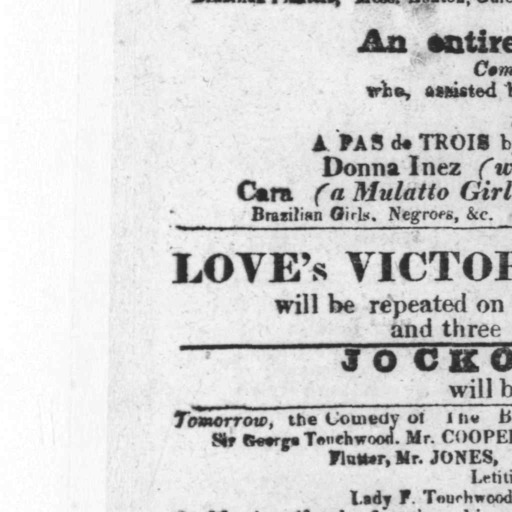 An entire
Com
who, assisted b
A PAS de TROIS b
Donna Inez (w
Cara (a Mulatto Girl
Brazilian Girls, Negroes, &c.
LOVE's VICTOR
will be repeated on
and three
JOCKO
will b
Tomorrow, the Comedy of The B
Sir George Touchwood, Mr. COOPER
Flutter, Mr. JONES,
Letiti
Lady F. Touchwood